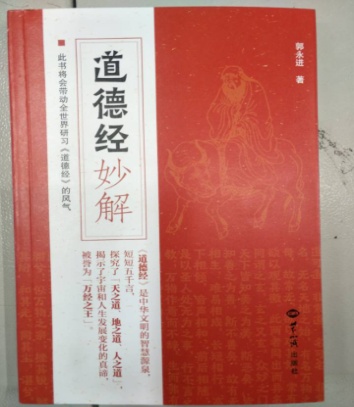 郭永进 著
道德经
妙解
此书将会带动全世界研习《道德经》的风气
《道德经》是中华文明的智慧源泉，
短短五千言，
探究了“天之道、地之道、人之道”，
揭示了宇宙和人生发展变化的真谛，
被誉为“万经之王”。
世界知识出版社